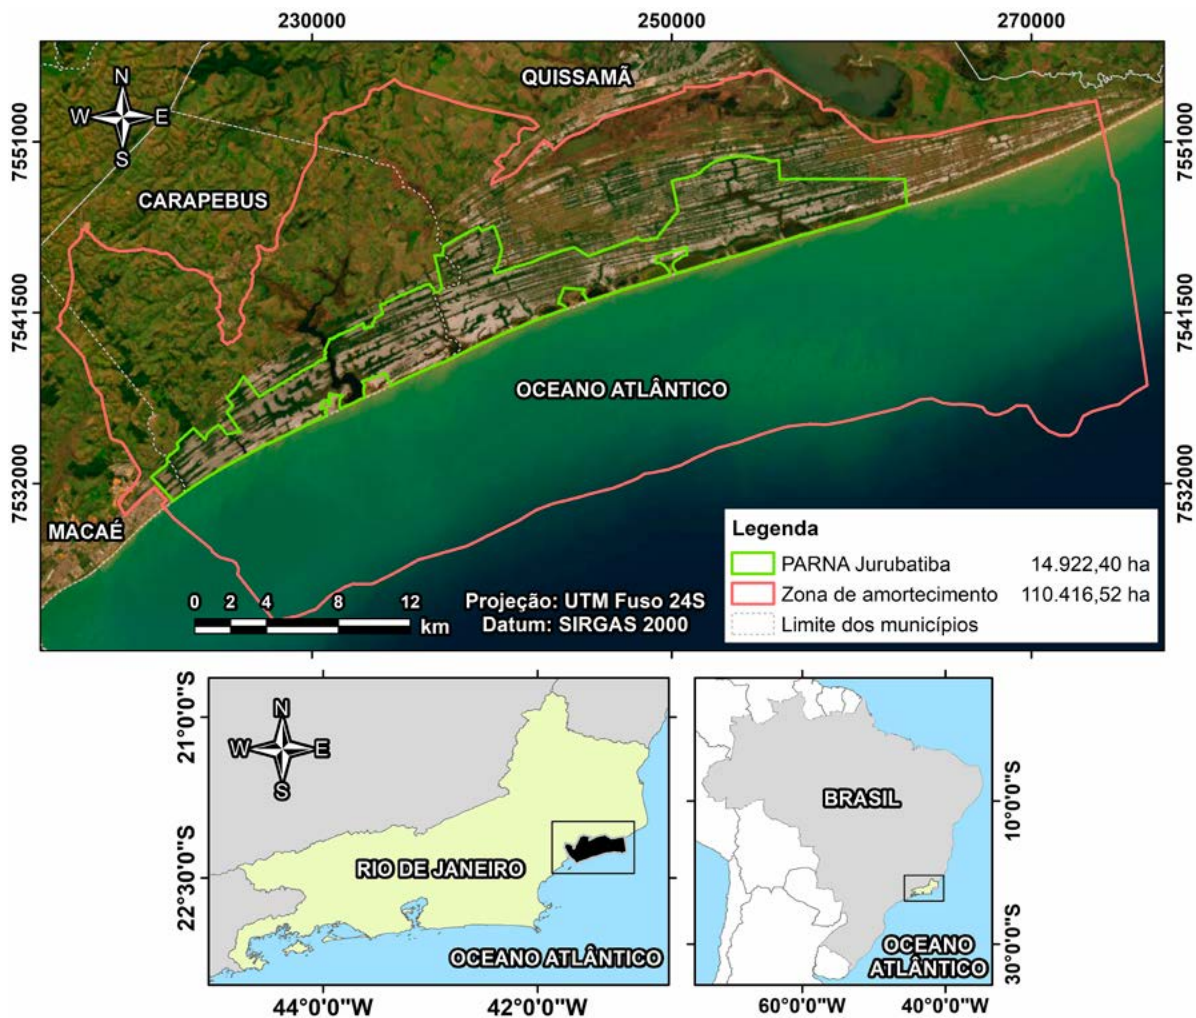 230000 250000 270000
N
W E
S
QUISSAMÃ
CARAPEBUS
7551000 7551000
7541500 7541500
OCEANO ATLÂNTICO
7532000 7532000
MACAÉ
Legenda
PARNA Jurubatiba 14.922,40 ha
Zona de amortecimento 110.416,52 ha
Limite dos municípios
0 2 4 8 12
km
Projeção: UTM Fuso 24S
Datum: SIRGAS 2000
21°0'0"S
22°30'0"S
N
W E
S
RIO DE JANEIRO
OCEANO ATLÂNTICO
44°0'0"W 42°0'0"W
BRASIL
OCEANO
ATLÂNTICO
10°0'0"S
30°0'0"S
60°0'0"W 40°0'0"W